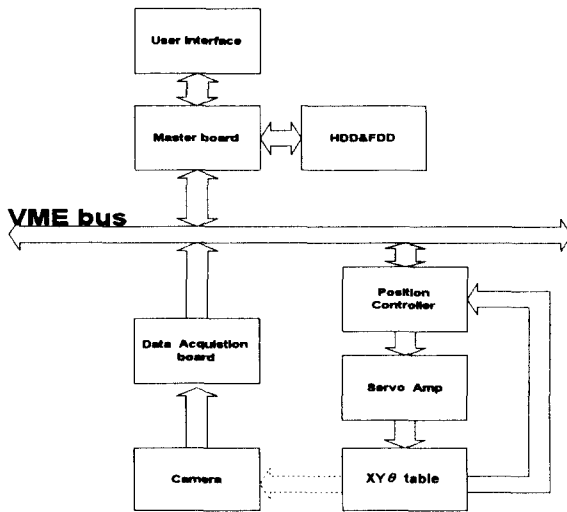 User Interface
Master board
HDD&FDD
VME bus
Position
Controller
Data Acquistion
board
Servo Amp
Camera
XYθ table